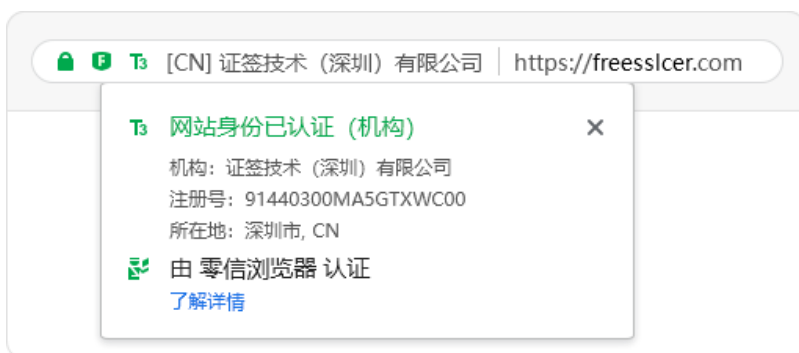 T3 [CN] 证签技术（深圳）有限公司 https://freesslcer.com
T3 网站身份已认证（机构）
机构：证签技术（深圳）有限公司
注册号：91440300MA5GTXWC00
所在地：深圳市, CN
由 零信浏览器 认证
了解详情